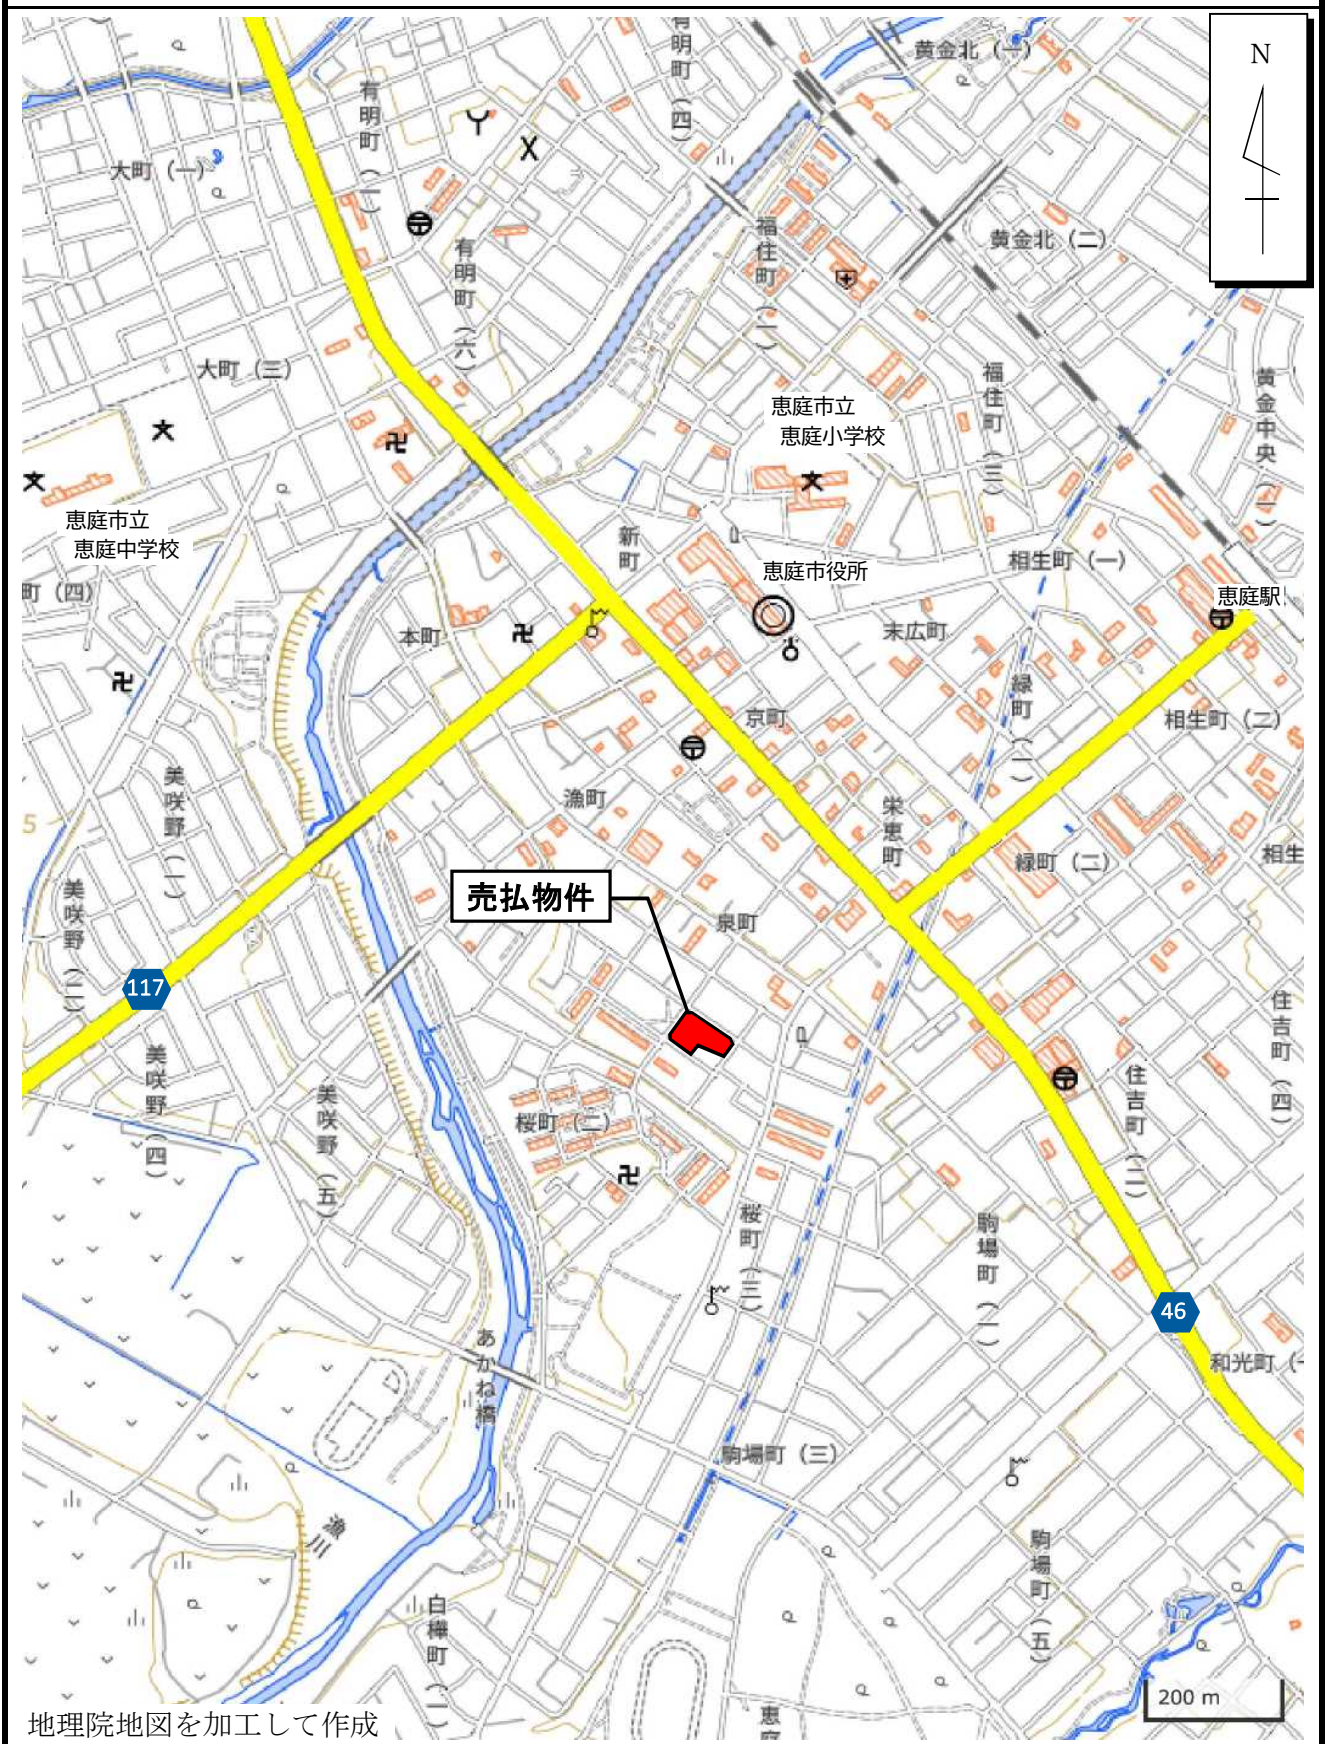 有明町（四）
黄金北（一）
N
有明町（一）
大町（一）
福住町（一）
黄金北（二）
有明町（六）
大町（三）
福住町（三）
黄金中央（一）
恵庭市立
恵庭小学校
恵庭市立
恵庭中学校
新町
相生町（一）
恵庭市役所
町（四）
恵庭駅
本町
末広町
緑町（一）
京町
相生町（二）
美咲野（一）
漁町
栄恵町
5
緑町（二）
相生
売払物件
美咲野（二）
泉町
117
住吉町（四）
美咲野（四）
美咲野（五）
住吉町（二）
桜町（二）
桜町（三）
駒場町（一）
46
あかね橋
和光町（一
駒場町（三）
漁川
駒場町（五）
白樺町（一）
200 m
恵庭
地理院地図を加工して作成